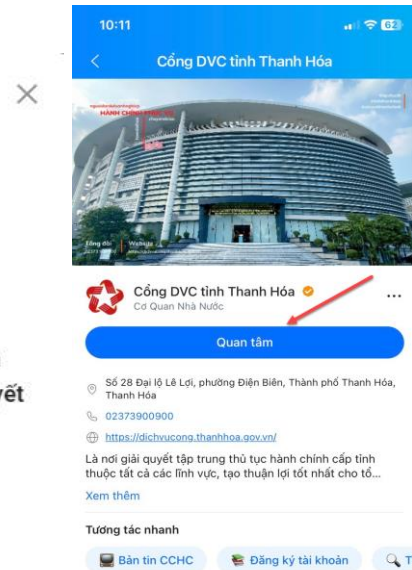 10:11
62
Cổng DVC tỉnh Thanh Hóa
HÀNH CHÍNH
Tổng đài
Website
Cổng DVC tỉnh Thanh Hóa
Cơ Quan Nhà Nước
Quan tâm
Số 28 Đại lộ Lê Lợi, phường Điện Biên, Thành phố Thanh Hóa,
Thanh Hóa
02373900900
https://dichvucong.thanhhoa.gov.vn/
yết
Là nơi giải quyết tập trung thủ tục hành chính cấp tỉnh
thuộc tất cả các lĩnh vực, tạo thuận lợi tốt nhất cho tổ...
Xem thêm
Tương tác nhanh
Bản tin CCHC
Đăng ký tài khoản
T